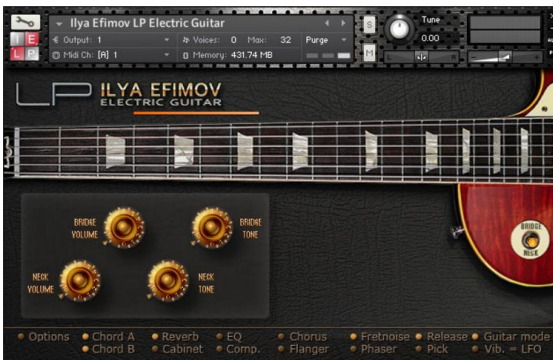 Ilya Efimov LP Electric Guitar
Output: 1 Voices: 0 Max: 32 Purge
Midi Ch: [A] 1 Memory: 431.74 MB
S
M
Tune
0.00
I E
L P
LP ILYA EFIMOV
ELECTRIC GUITAR
BRIDGE
VOLUME
BRIDGE
TONE
NECK
VOLUME
NECK
TONE
BRIDGE
NECK
Options Chord A Reverb EQ Chorus Fretnoise Release Guitar mode
Chord B Cabinet Comp. Flanger Phaser Pick Vib. = LFO